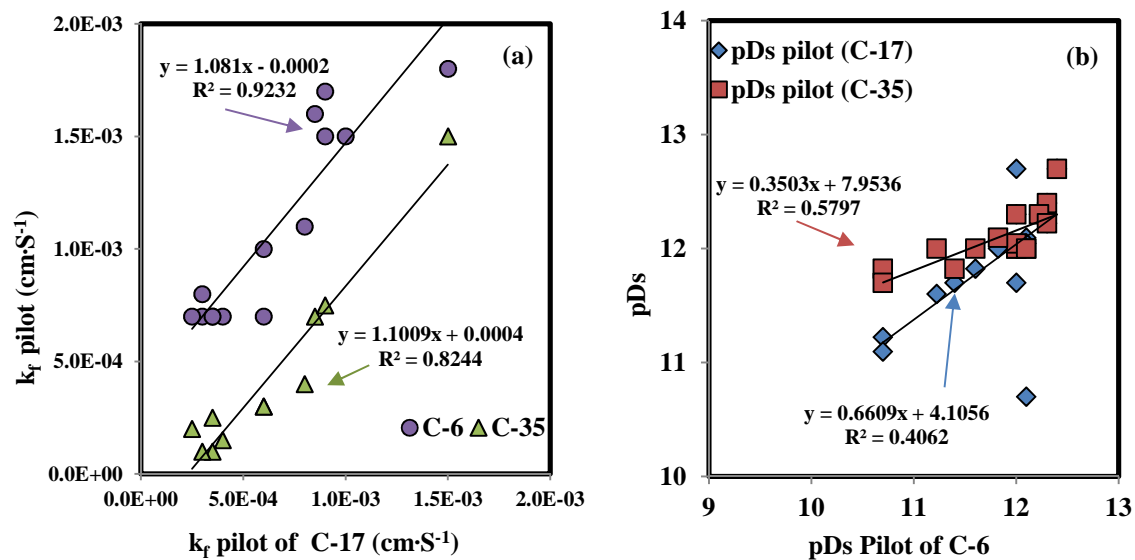 2.0E-03
1.5E-03
1.0E-03
5.0E-04
0.0E+00
kf pilot (cm·S-1)
(a)
y = 1.081x - 0.0002
R² = 0.9232
y = 1.1009x + 0.0004
R² = 0.8244
C-6 C-35
0.0E+00 5.0E-04 1.0E-03 1.5E-03 2.0E-03
kf pilot of C-17 (cm·S-1)
14
13
12
11
10
pDs
pDs pilot (C-17)
pDs pilot (C-35)
(b)
y = 0.3503x + 7.9536
R² = 0.5797
y = 0.6609x + 4.1056
R² = 0.4062
9 10 11 12 13
pDs Pilot of C-6